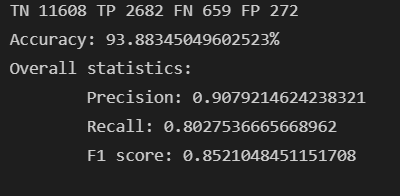 TN 11608 TP 2682 FN 659 FP 272
Accuracy: 93.88345049602523%
Overall statistics:
Precision: 0.9079214624238321
Recall: 0.8027536665668962
F1 score: 0.8521048451151708